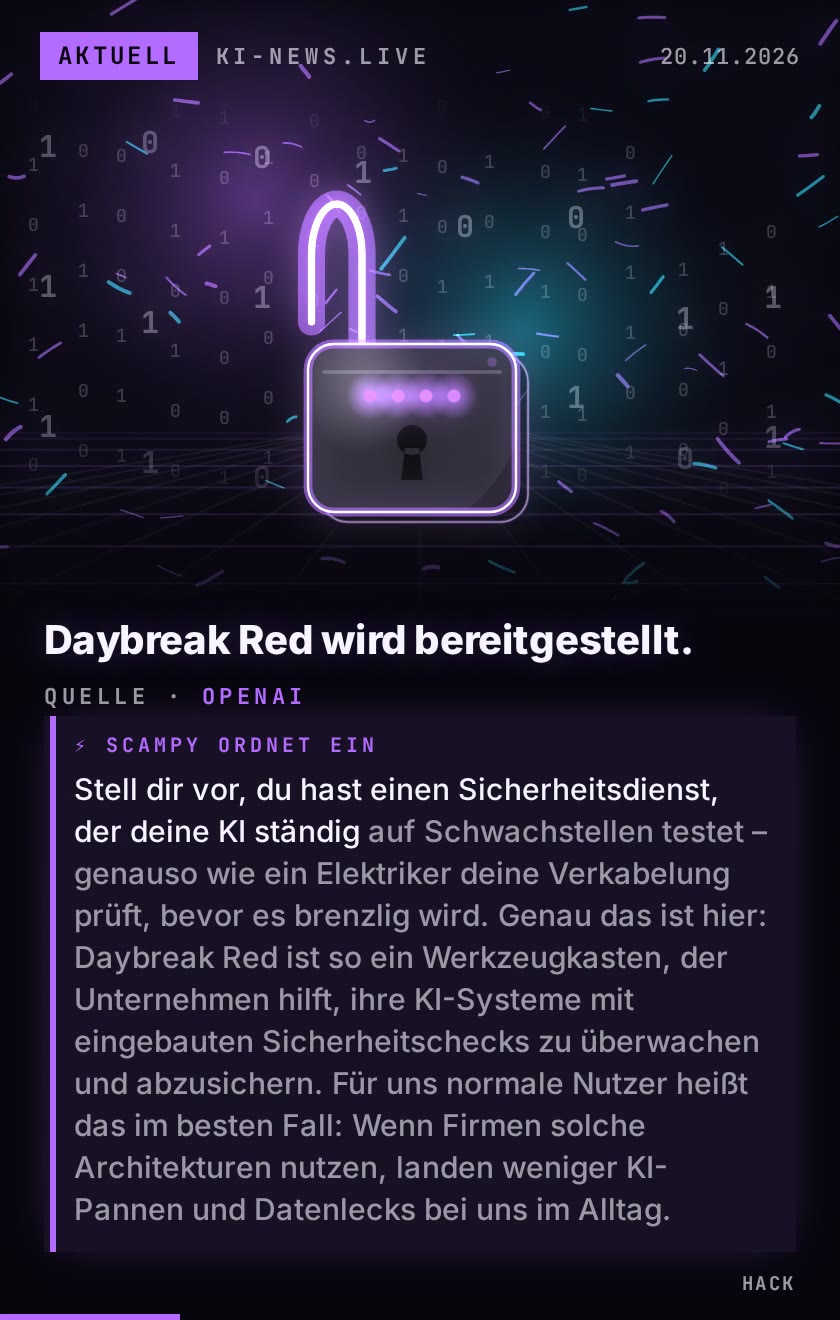 AKTUELL KI-NEWS.LIVE 20.11.2026
Daybreak Red wird bereitgestellt.
QUELLE · OPENAI
⚡ SCAMPY ORDNET EIN
Stell dir vor, du hast einen Sicherheitsdienst,
der deine KI ständig auf Schwachstellen testet –
genauso wie ein Elektriker deine Verkabelung
prüft, bevor es brenzlig wird. Genau das ist hier:
Daybreak Red ist so ein Werkzeugkasten, der
Unternehmen hilft, ihre KI-Systeme mit
eingebauten Sicherheitschecks zu überwachen
und abzusichern. Für uns normale Nutzer heißt
das im besten Fall: Wenn Firmen solche
Architekturen nutzen, landen weniger KI-
Pannen und Datenlecks bei uns im Alltag.
HACK